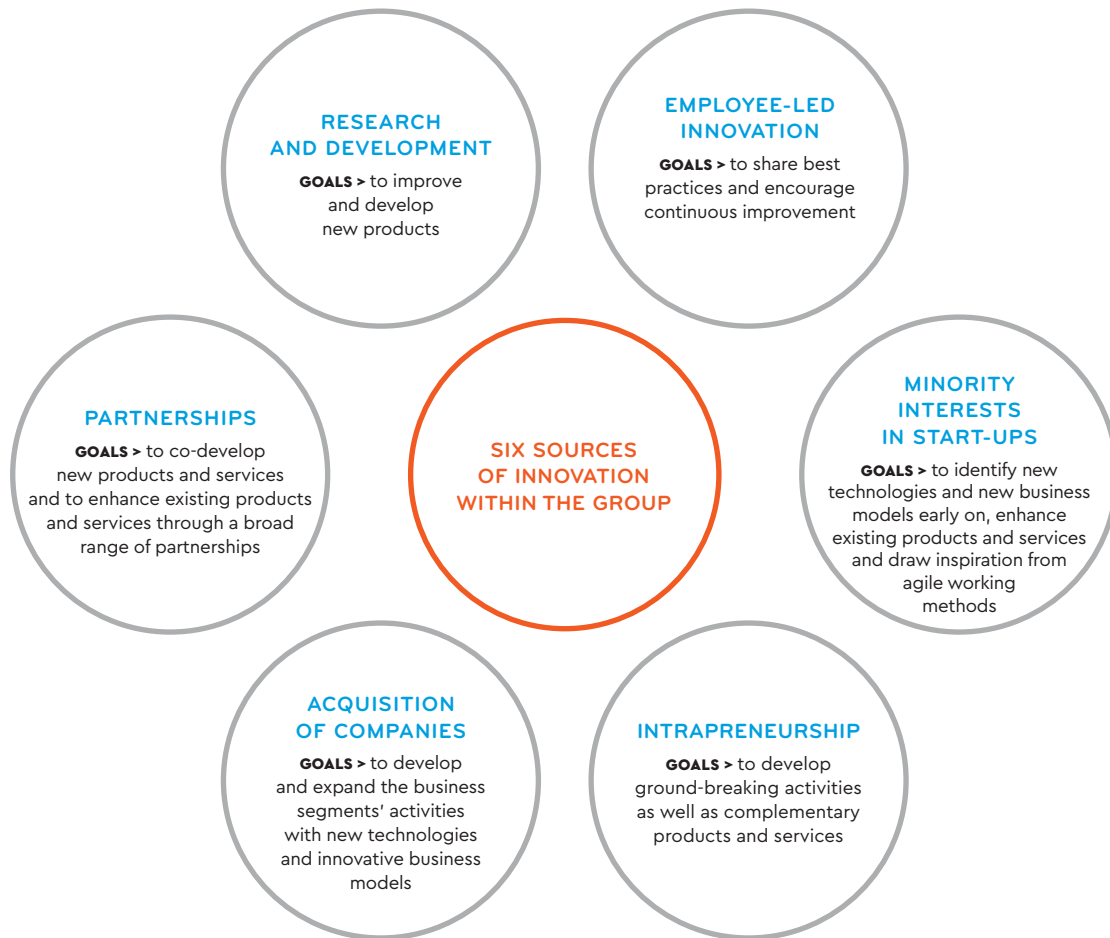 RESEARCH
AND DEVELOPMENT
GOALS > to improve
and develop
new products
EMPLOYEE-LED
INNOVATION
GOALS > to share best
practices and encourage
continuous improvement
PARTNERSHIPS
GOALS > to co-develop
new products and services
and to enhance existing products
and services through a broad
range of partnerships
SIX SOURCES
OF INNOVATION
WITHIN THE GROUP
MINORITY
INTERESTS
IN START-UPS
GOALS > to identify new
technologies and new business
models early on, enhance
existing products and services
and draw inspiration from
agile working
methods
ACQUISITION
OF COMPANIES
GOALS > to develop
and expand the business
segments' activities
with new technologies
and innovative business
models
INTRAPRENEURSHIP
GOALS > to develop
ground-breaking activities
as well as complementary
products and services